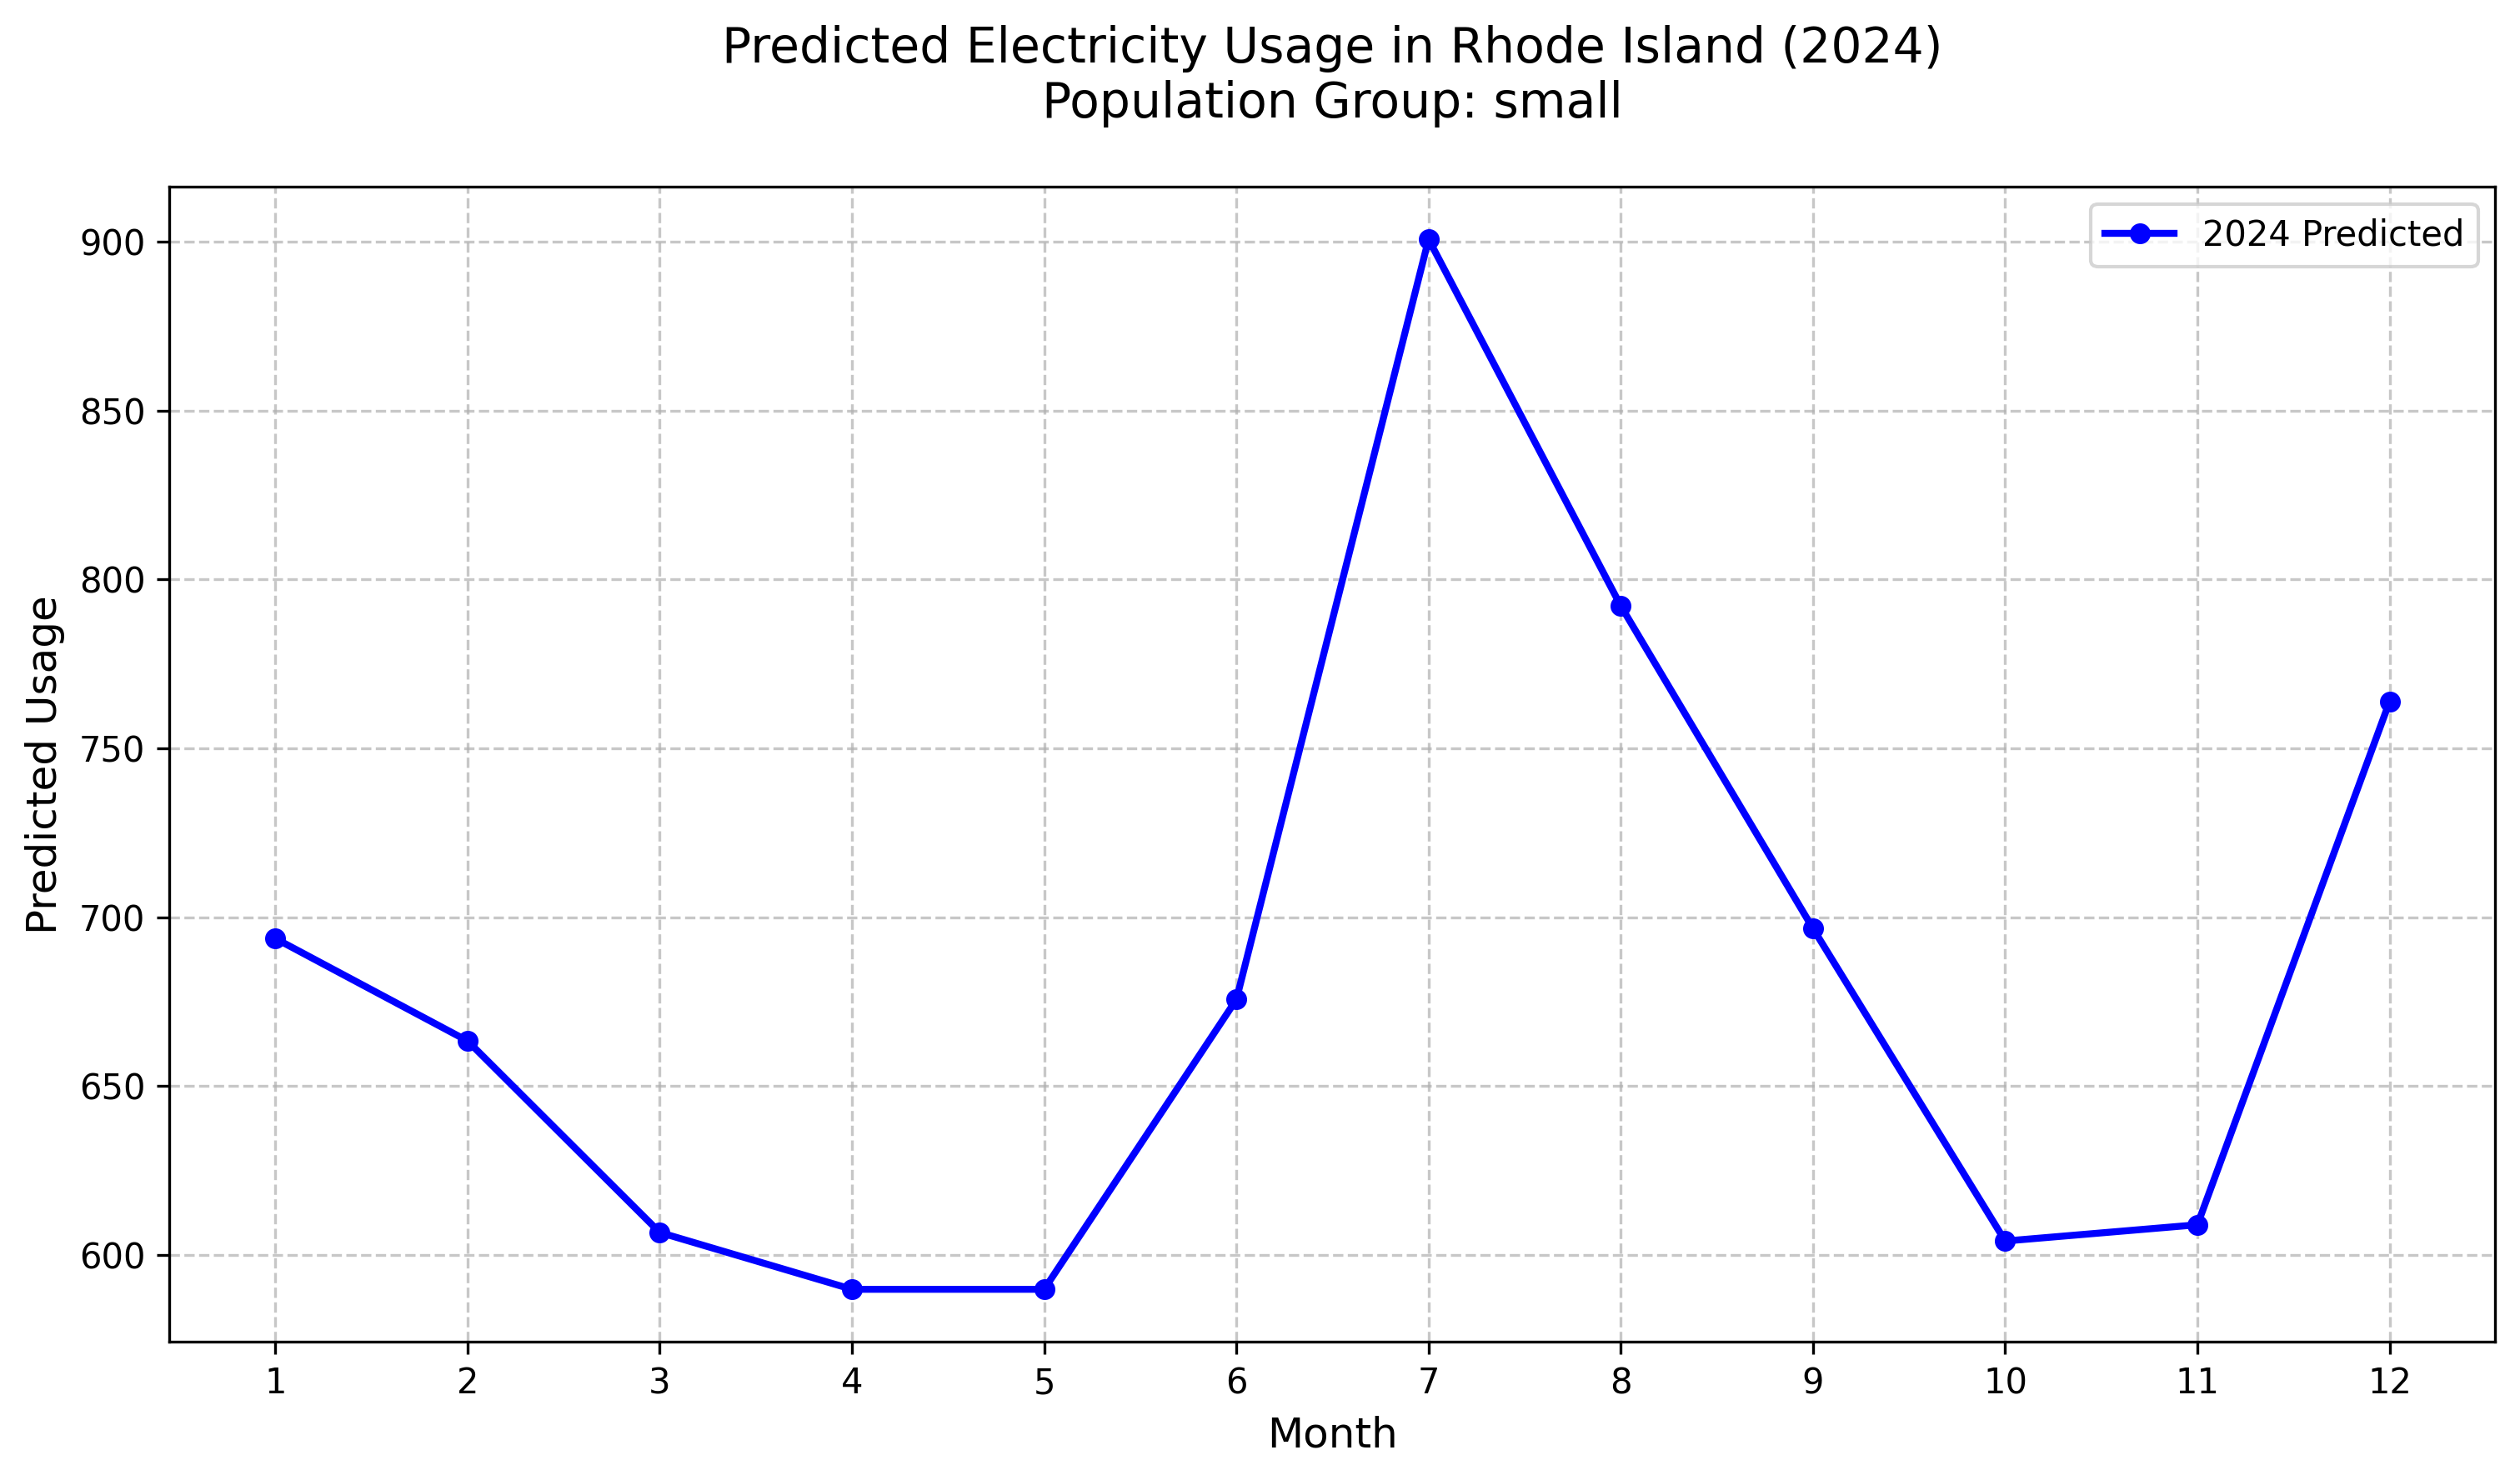 Predicted Electricity Usage in Rhode Island (2024)
Population Group: small
2024 Predicted
Predicted Usage
900
850
800
750
700
650
600
1 2 3 4 5 6 7 8 9 10 11 12
Month